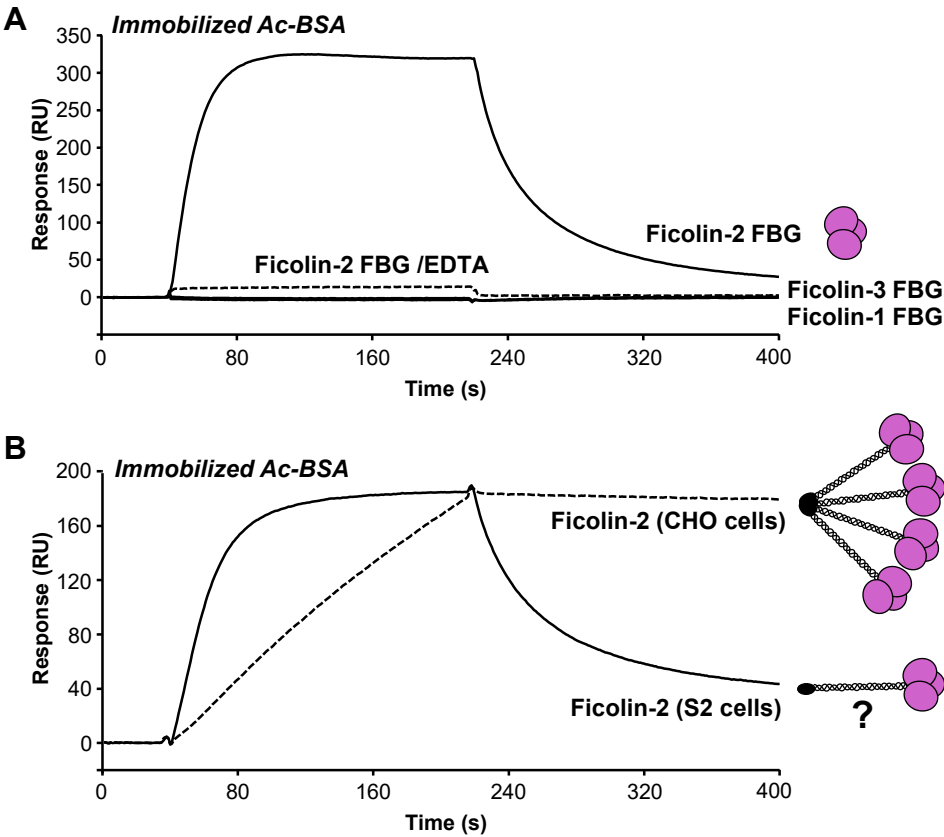 A
Immobilized Ac-BSA
350
300
250
200
150
100
50
0
Response (RU)
Ficolin-2 FBG
Ficolin-2 FBG /EDTA
Ficolin-3 FBG
Ficolin-1 FBG
0 80 160 240 320 400
Time (s)
B
Immobilized Ac-BSA
200
160
120
80
40
0
Response (RU)
Ficolin-2 (CHO cells)
Ficolin-2 (S2 cells)
?
0 80 160 240 320 400
Time (s)